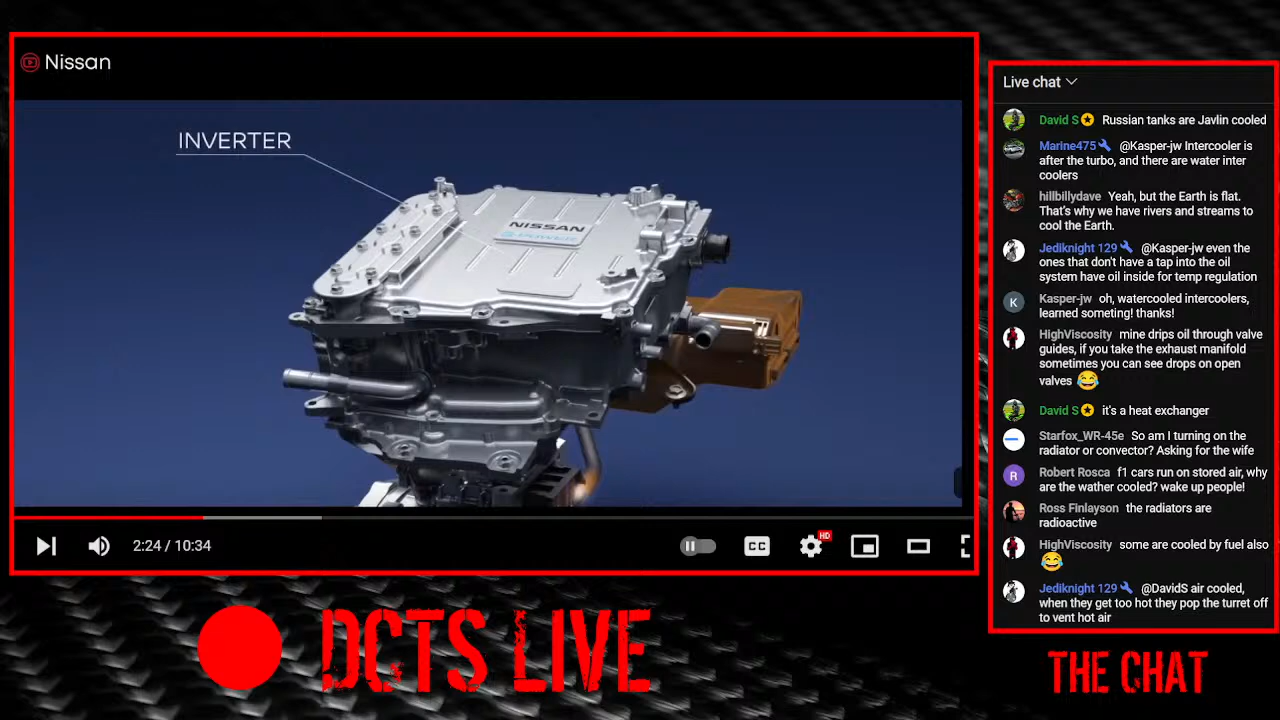 Nissan
INVERTER
NISSAN
e-POWER
2:24 / 10:34
CC
HD
DCTS LIVE
Live chat
David S Russian tanks are Javlin cooled
Marine475 @Kasper-jw Intercooler is
after the turbo, and there are water inter
coolers
hillbillydave Yeah, but the Earth is flat.
That's why we have rivers and streams to
cool the Earth.
Jediknight 129 @Kasper-jw even the
ones that don't have a tap into the oil
system have oil inside for temp regulation
K
Kasper-jw oh, watercooled intercoolers,
learned someting! thanks!
HighViscosity mine drips oil through valve
guides, if you take the exhaust manifold
sometimes you can see drops on open
valves 😂
David S it's a heat exchanger
Starfox_WR-45e So am I turning on the
radiator or convector? Asking for the wife
R
Robert Rosca f1 cars run on stored air, why
are the wather cooled? wake up people!
Ross Finlayson the radiators are
radioactive
HighViscosity some are cooled by fuel also
😂
Jediknight 129 @DavidS air cooled,
when they get too hot they pop the turret off
to vent hot air
THE CHAT